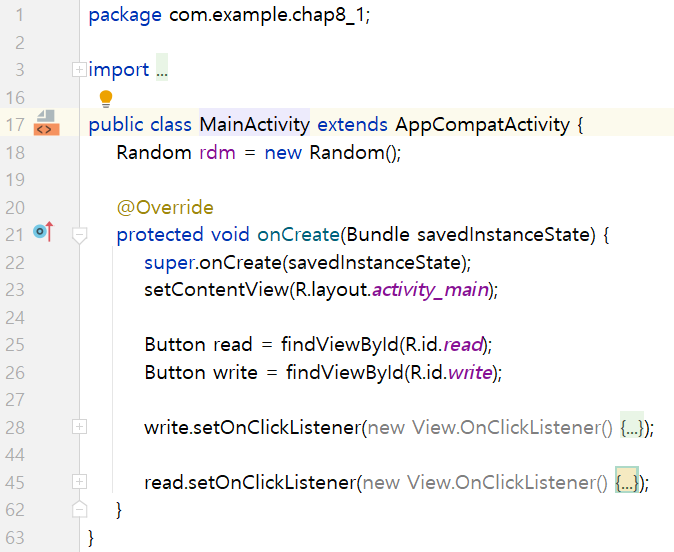 1 package com.example.chap8_1;
2
3 import ...
16
17 public class MainActivity extends AppCompatActivity {
18 Random rdm = new Random();
19
20 @Override
21 protected void onCreate(Bundle savedInstanceState) {
22 super.onCreate(savedInstanceState);
23 setContentView(R.layout.activity_main);
24
25 Button read = findViewById(R.id.read);
26 Button write = findViewById(R.id.write);
27
28 write.setOnClickListener(new View.OnClickListener() {...});
44
45 read.setOnClickListener(new View.OnClickListener() {...});
62 }
63 }